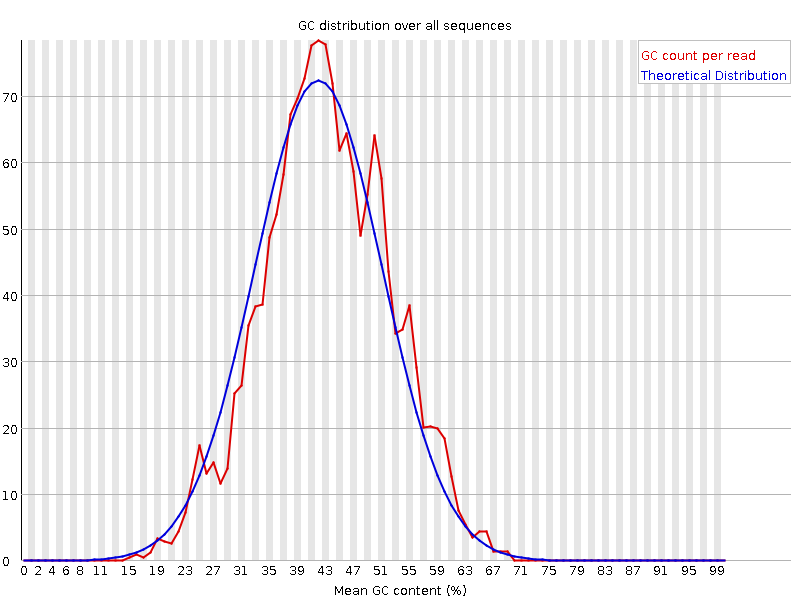 GC distribution over all sequences
GC count per read
Theoretical Distribution
70
60
50
40
30
20
10
0
0 2 4 6 8 11 15 19 23 27 31 35 39 43 47 51 55 59 63 67 71 75 79 83 87 91 95 99
Mean GC content (%)